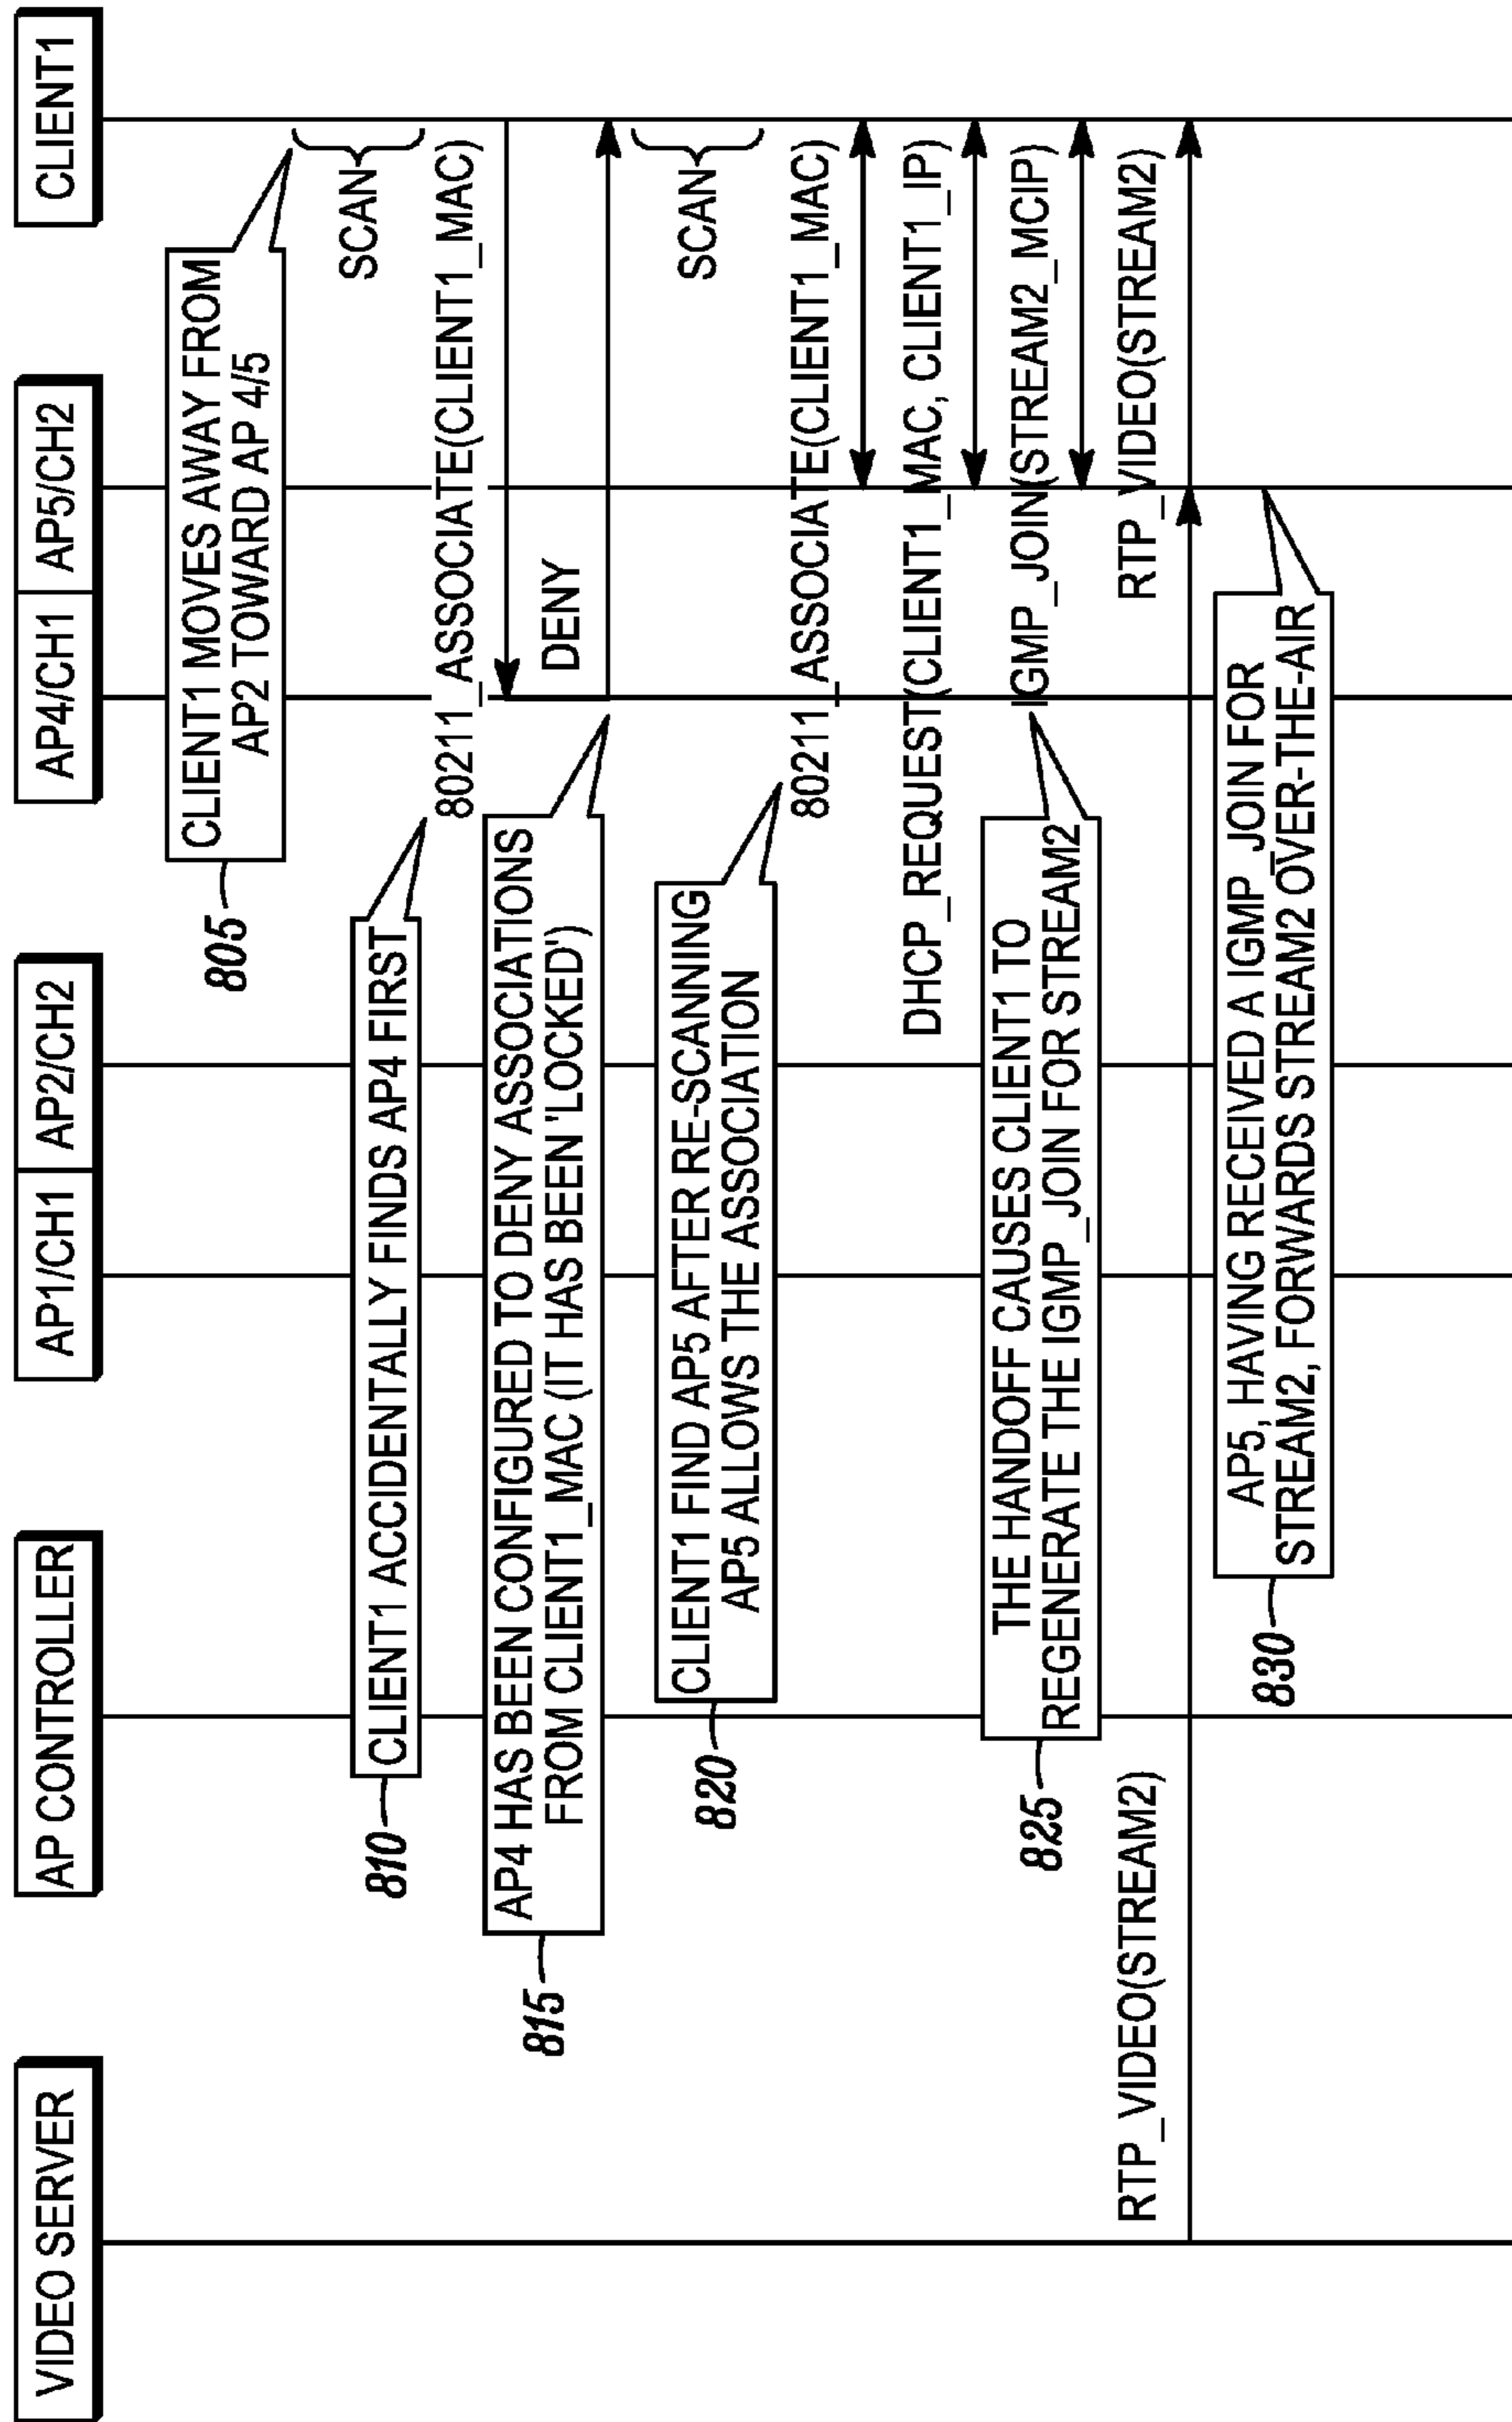 VIDEO SERVER
AP CONTROLLER
AP1/CH1
AP2/CH2
AP4/CH1
AP5/CH2
CLIENT1
CLIENT1 MOVES AWAY FROM
AP2 TOWARD AP 4/5
805
SCAN
CLIENT1 ACCIDENTALLY FINDS AP4 FIRST
810
80211_ASSOCIATE(CLIENT1_MAC)
AP4 HAS BEEN CONFIGURED TO DENY ASSOCIATIONS
FROM CLIENT1_MAC (IT HAS BEEN 'LOCKED')
815
DENY
SCAN
CLIENT1 FIND AP5 AFTER RE-SCANNING
AP5 ALLOWS THE ASSOCIATION
820
80211_ASSOCIATE(CLIENT1_MAC)
DHCP_REQUEST(CLIENT1_MAC, CLIENT1_IP)
THE HANDOFF CAUSES CLIENT1 TO
REGENERATE THE IGMP_JOIN FOR STREAM2
825
IGMP_JOIN(STREAM2_MCIP)
RTP_VIDEO(STREAM2)
RTP_VIDEO(STREAM2)
AP5, HAVING RECEIVED A IGMP_JOIN FOR
STREAM2, FORWARDS STREAM2 OVER-THE-AIR
830